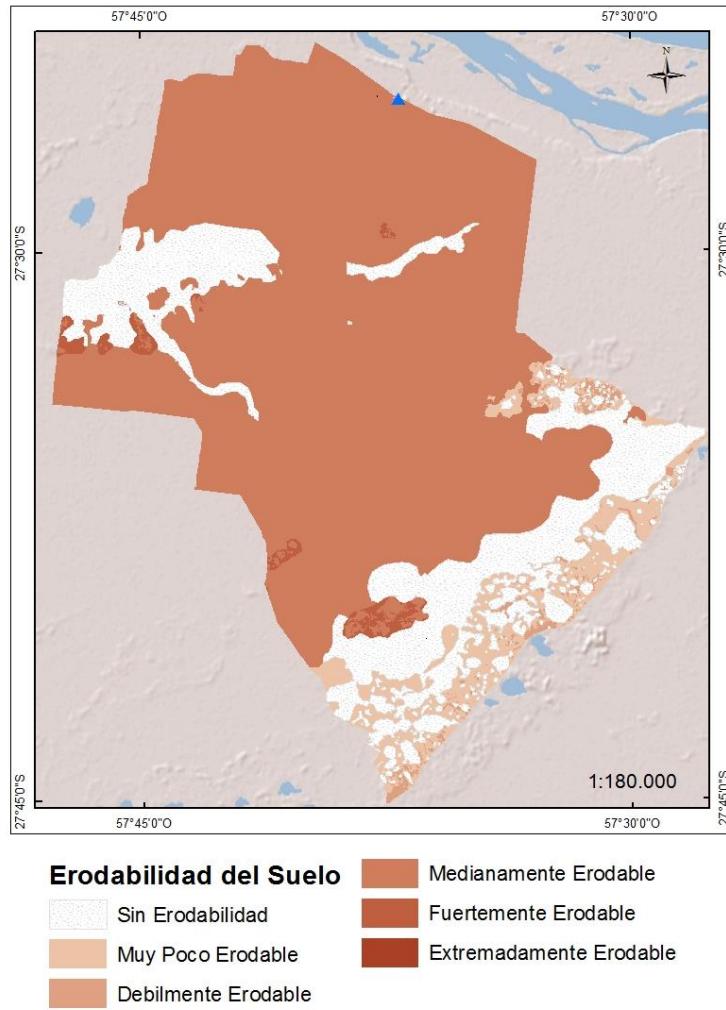 57°45'0"O 57°30'0"O
N
27°30'0"S 27°30'0"S
27°45'0"S 27°45'0"S
1:180.000
57°45'0"O 57°30'0"O
Erodabilidad del Suelo
Sin Erodabilidad
Muy Poco Erodable
Debilmente Erodable
Medianamente Erodable
Fuertemente Erodable
Extremadamente Erodable